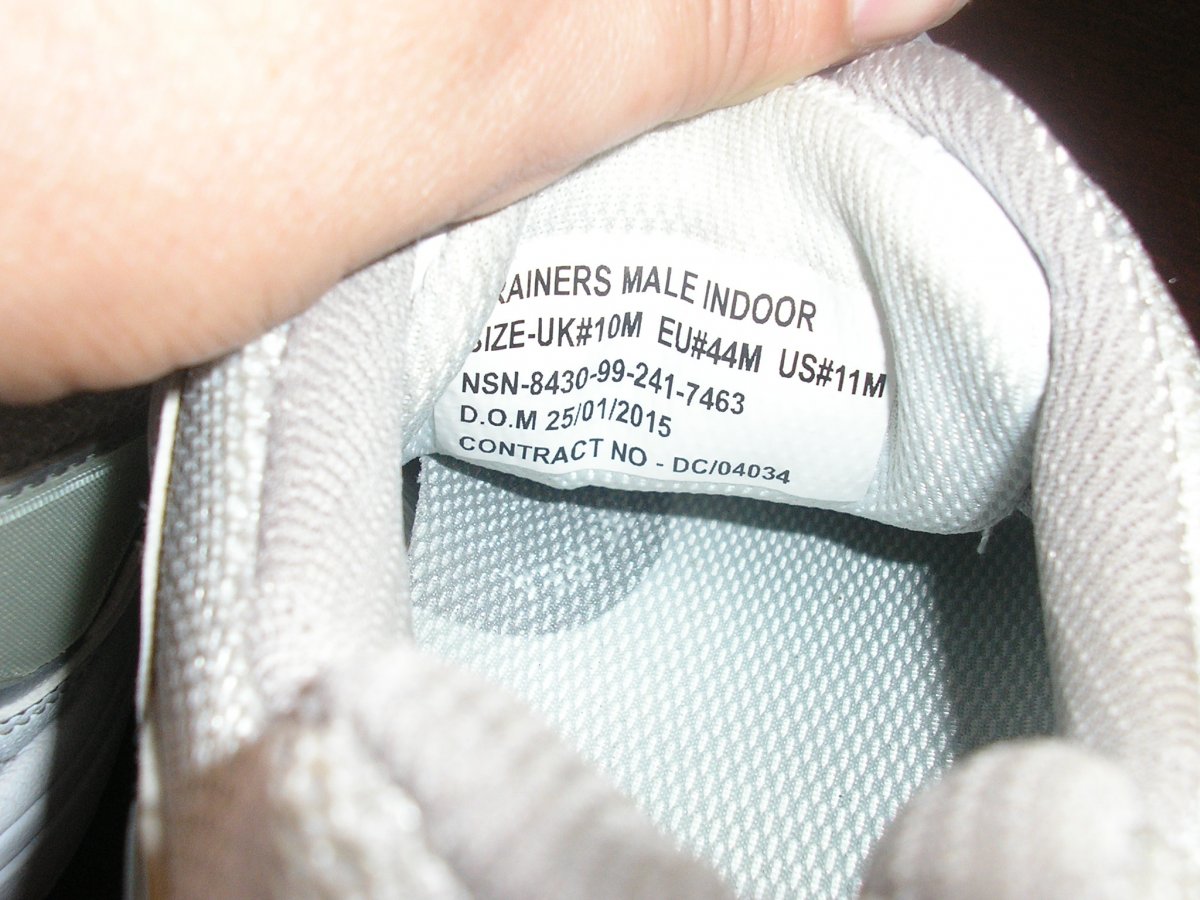 RAINERS MALE INDOOR
SIZE-UK#10M EU#44M US#11M
NSN-8430-99-241-7463
D.O.M 25/01/2015
CONTRACT NO - DC/04034